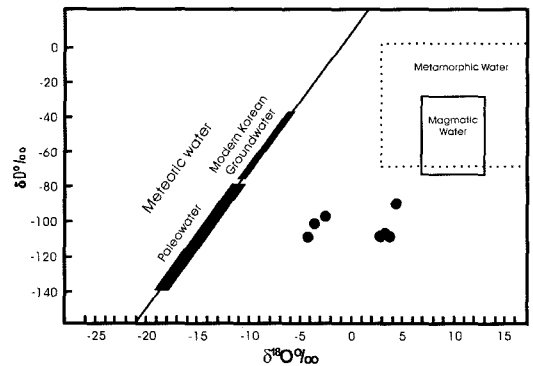 0
-20
-40
-60
-80
-100
-120
-140
δD°/‰
Meteoric water
Modern Korean
Groundwater
Paleowater
Metamorphic Water
Magmatic
Water
-25
-20
-15
-10
-5
0
5
10
15
δ¹⁸O°/‰